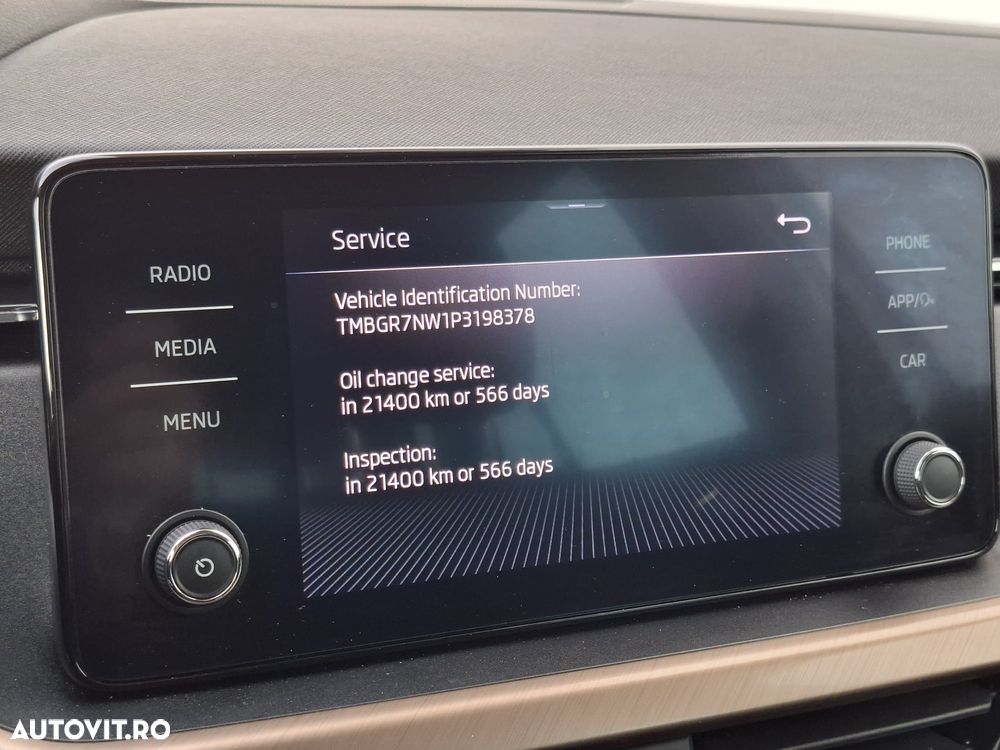 Service
RADIO
MEDIA
MENU
Vehicle Identification Number:
TMBGR7NW1P3198378
Oil change service:
in 21400 km or 566 days
Inspection:
in 21400 km or 566 days
PHONE
APP/
CAR
AUTOVIT.RO